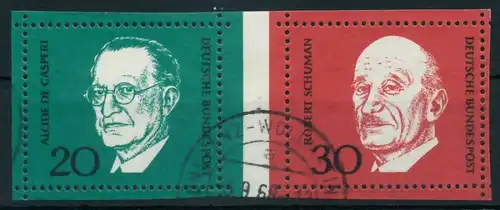 ALCIDE DE GASPERI
20
DEUTSCHE BUNDESPOST
ROBERT SCHUMAN
30
DEUTSCHE BUNDESPOST